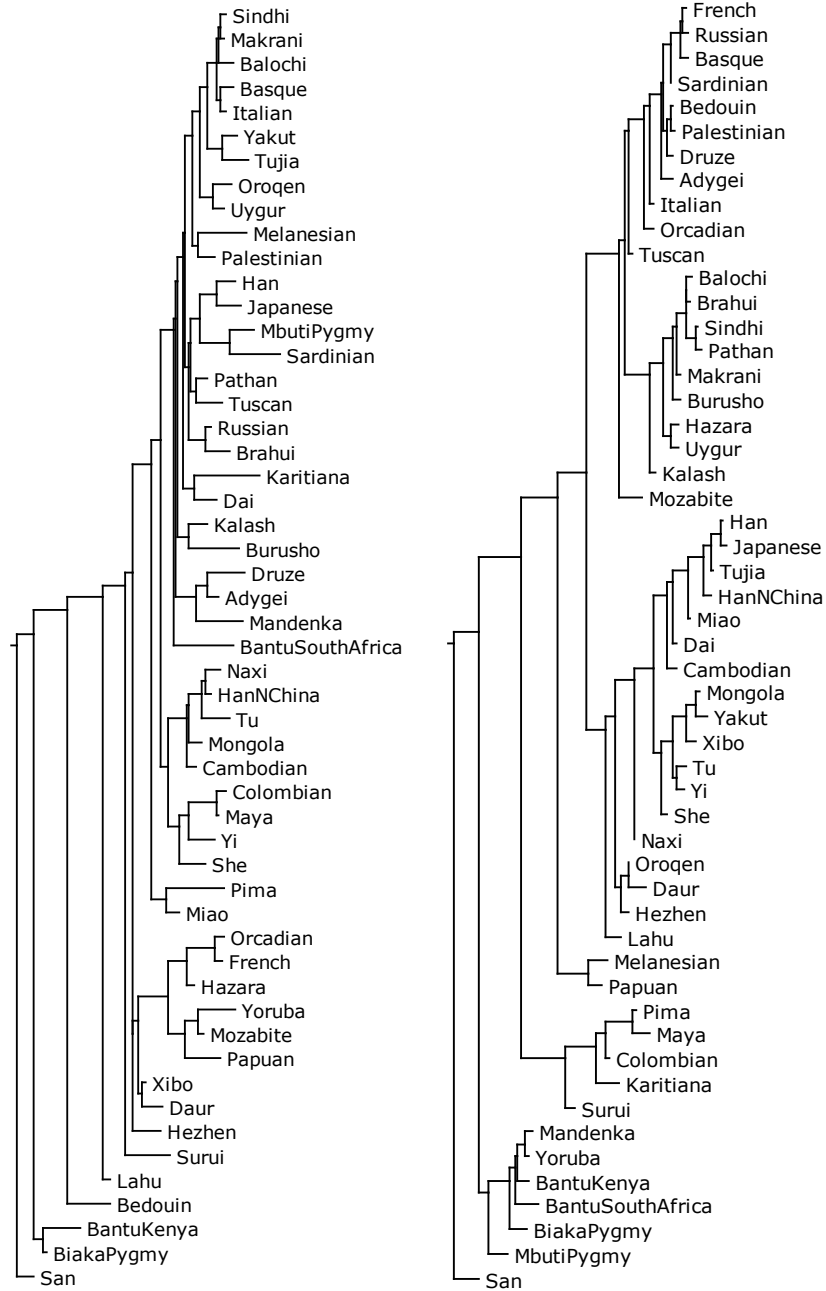 Sindhi
Makrani
Balochi
Basque
Italian
Yakut
Tujia
Oroqen
Uygur
Melanesian
Palestinian
Han
Japanese
MbutiPygmy
Sardinian
Pathan
Tuscan
Russian
Brahui
Karitiana
Dai
Kalash
Burusho
Druze
Adygei
Mandenka
BantuSouthAfrica
Naxi
HanNChina
Tu
Mongola
Cambodian
Colombian
Maya
Yi
She
Pima
Miao
Orcadian
French
Hazara
Yoruba
Mozabite
Papuan
Xibo
Daur
Hezhen
Surui
Lahu
Bedouin
BantuKenya
BiakaPygmy
San
French
Russian
Basque
Sardinian
Bedouin
Palestinian
Druze
Adygei
Italian
Orcadian
Tuscan
Balochi
Brahui
Sindhi
Pathan
Makrani
Burusho
Hazara
Uygur
Kalash
Mozabite
Han
Japanese
Tujia
HanNChina
Miao
Dai
Cambodian
Mongola
Yakut
Xibo
Tu
Yi
She
Naxi
Oroqen
Daur
Hezhen
Lahu
Melanesian
Papuan
Pima
Maya
Colombian
Karitiana
Surui
Mandenka
Yoruba
BantuKenya
BantuSouthAfrica
BiakaPygmy
MbutiPygmy
San